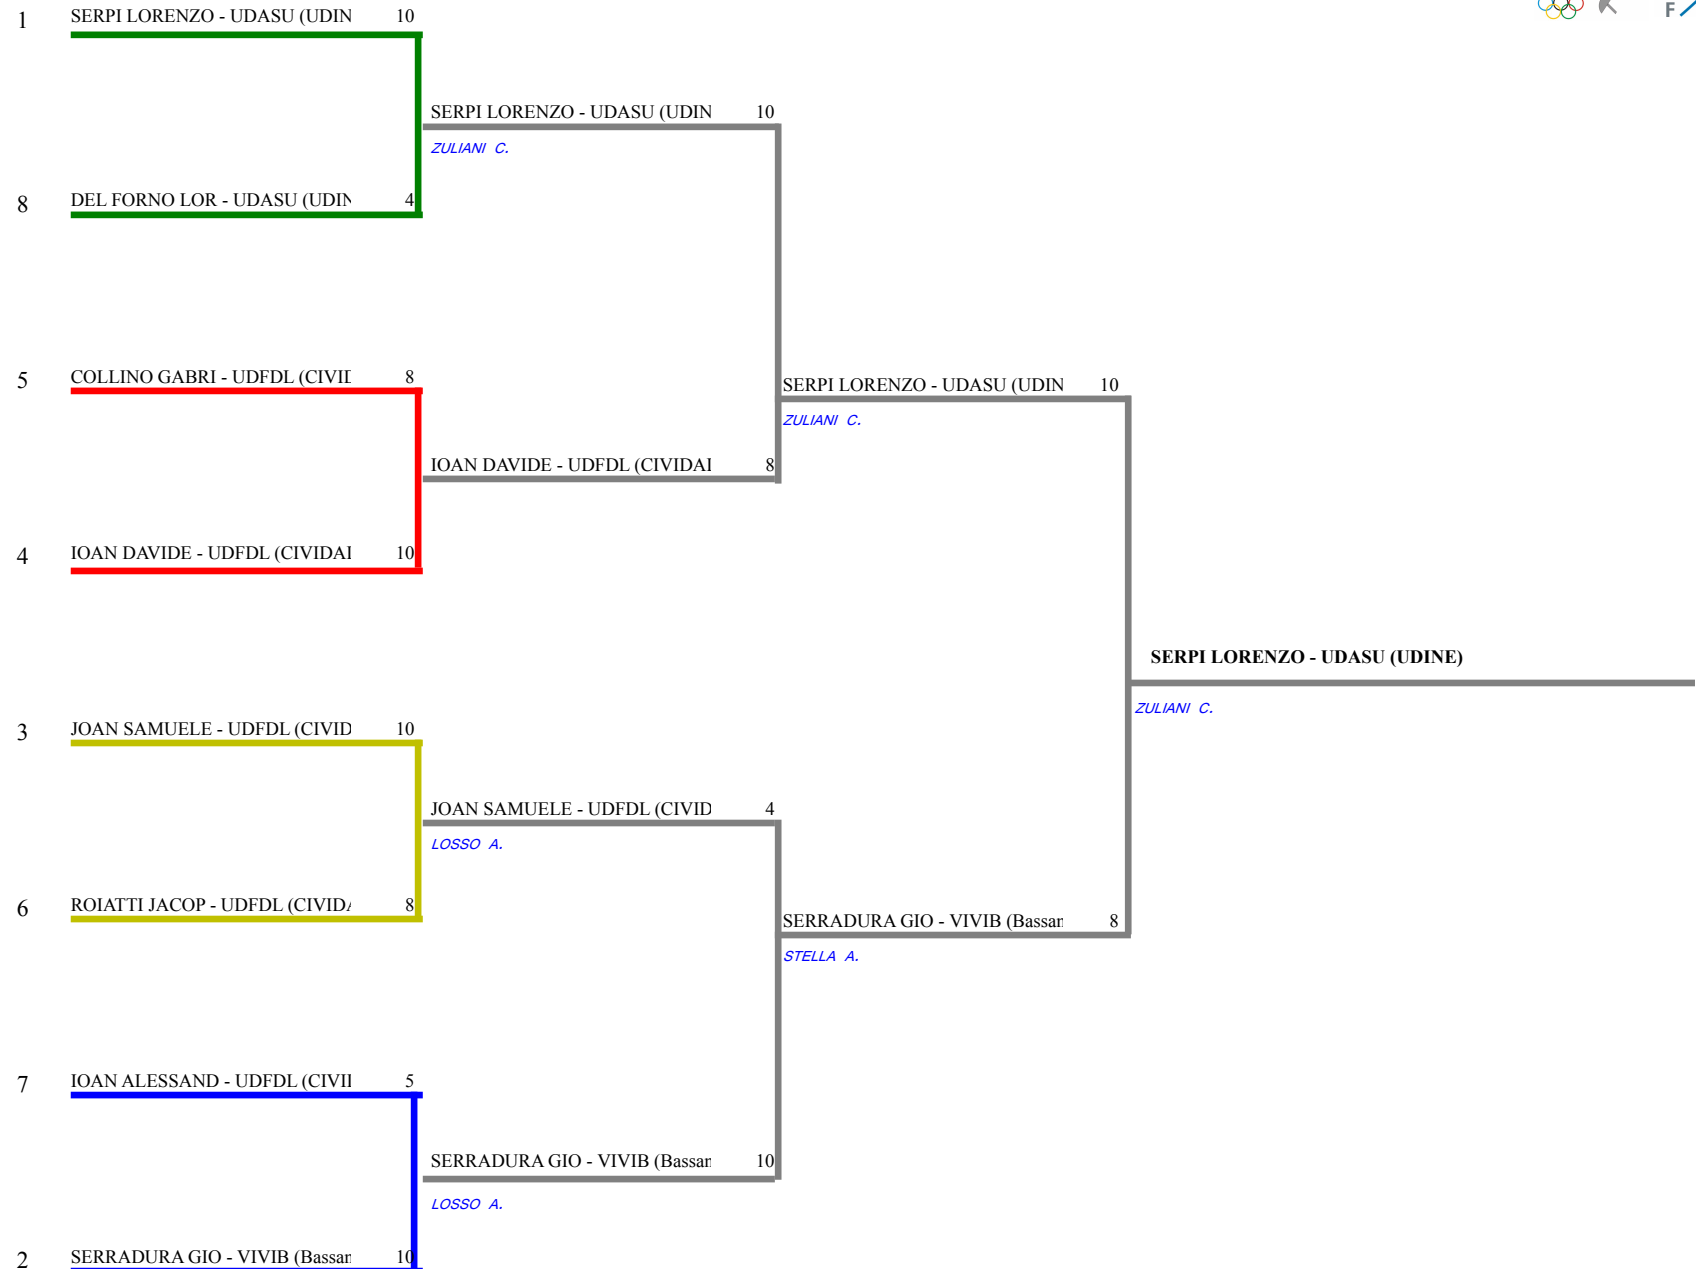 1 SERPI LORENZO - UDASU (UDIN 10
F
SERPI LORENZO - UDASU (UDIN 10
ZULIANI C.
8 DEL FORNO LOR - UDASU (UDIN 4
5 COLLINO GABRI - UDFDL (CIVID 8
SERPI LORENZO - UDASU (UDIN 10
ZULIANI C.
IOAN DAVIDE - UDFDL (CIVIDAI 8
4 IOAN DAVIDE - UDFDL (CIVIDAI 10
SERPI LORENZO - UDASU (UDINE)
ZULIANI C.
3 JOAN SAMUELE - UDFDL (CIVID 10
JOAN SAMUELE - UDFDL (CIVID 4
LOSSO A.
6 ROIATTI JACOP - UDFDL (CIVIDA 8
SERRADURA GIO - VIVIB (Bassan 8
STELLA A.
7 IOAN ALESSAND - UDFDL (CIVII 5
SERRADURA GIO - VIVIB (Bassan 10
LOSSO A.
2 SERRADURA GIO - VIVIB (Bassan 10